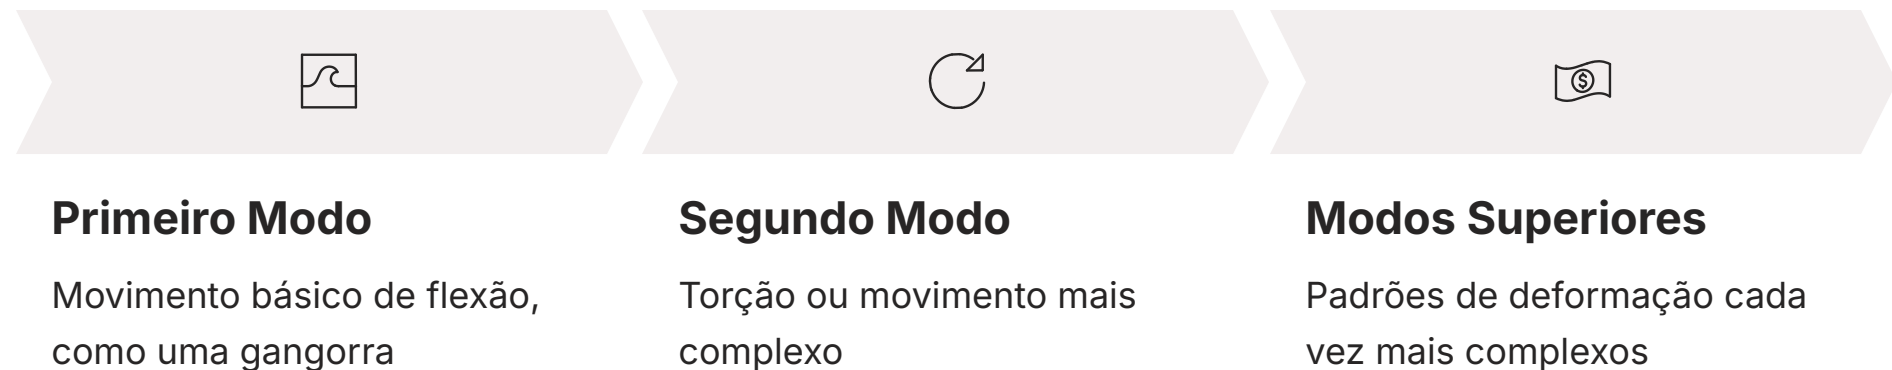 Primeiro Modo
Movimento básico de flexão,
como uma gangorra
Segundo Modo
Torção ou movimento mais
complexo
Modos Superiores
Padrões de deformação cada
vez mais complexos